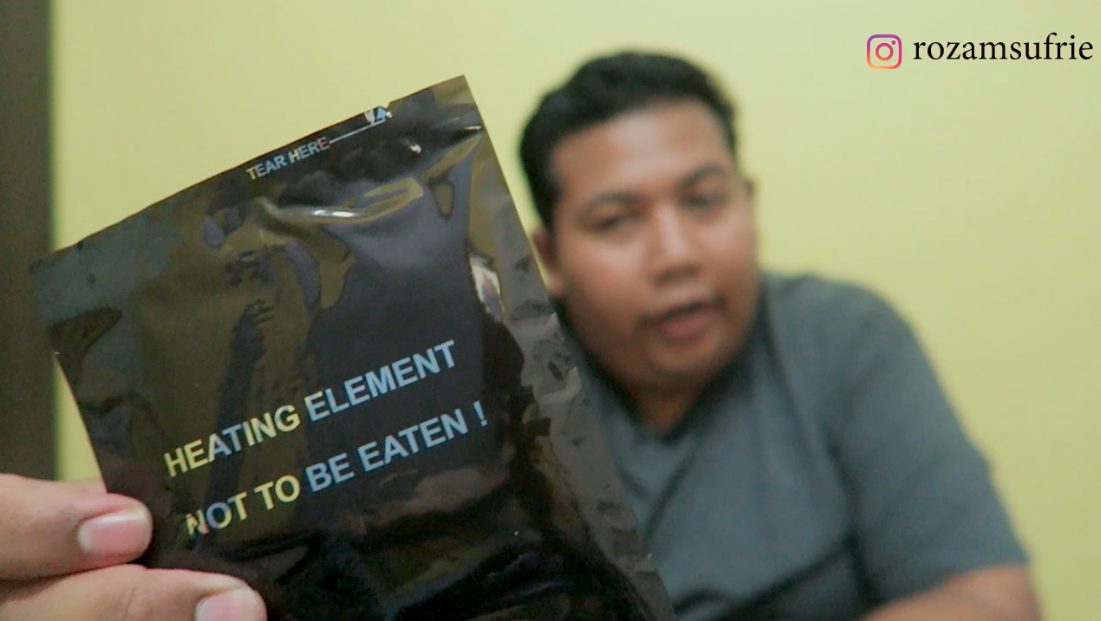 rozamsufrie
TEAR HERE
HEATING ELEMENT
NOT TO BE EATEN !